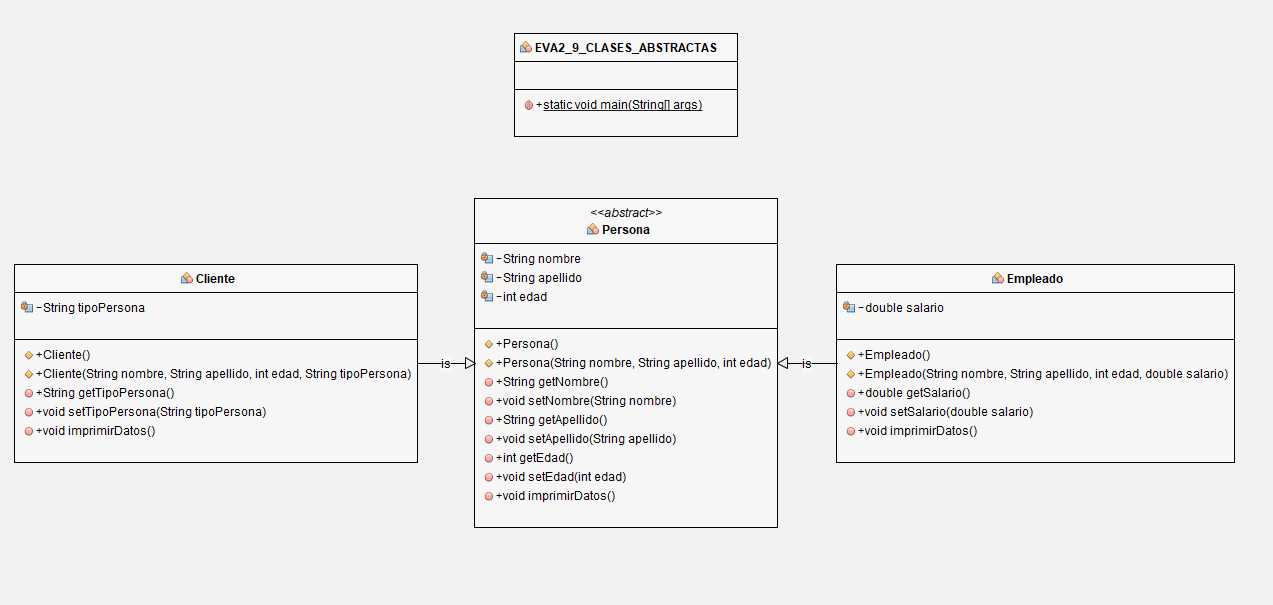 EVA2_9_CLASES_ABSTRACTAS
+static void main(String[] args)
<<abstract>>
Persona
-String nombre
-String apellido
-int edad
+Persona()
+Persona(String nombre, String apellido, int edad)
+String getNombre()
+void setNombre(String nombre)
+String getApellido()
+void setApellido(String apellido)
+int getEdad()
+void setEdad(int edad)
+void imprimirDatos()
Cliente
-String tipoPersona
+Cliente()
+Cliente(String nombre, String apellido, int edad, String tipoPersona)
+String getTipoPersona()
+void setTipoPersona(String tipoPersona)
+void imprimirDatos()
is
is
Empleado
-double salario
+Empleado()
+Empleado(String nombre, String apellido, int edad, double salario)
+double getSalario()
+void setSalario(double salario)
+void imprimirDatos()